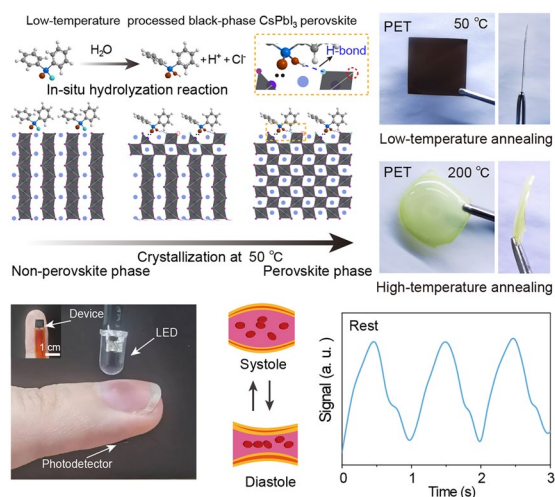 Low-temperature processed black-phase CsPbI₃ perovskite
H₂O
+H⁺ + Cl⁻
H-bond
In-situ hydrolyzation reaction
Crystallization at 50 ℃
Non-perovskite phase
Perovskite phase
PET
50 ℃
Low-temperature annealing
PET
200 ℃
High-temperature annealing
Device
1 cm
LED
Photodetector
Systole
Diastole
Rest
Signal (a. u.)
0 1 2 3
Time (s)